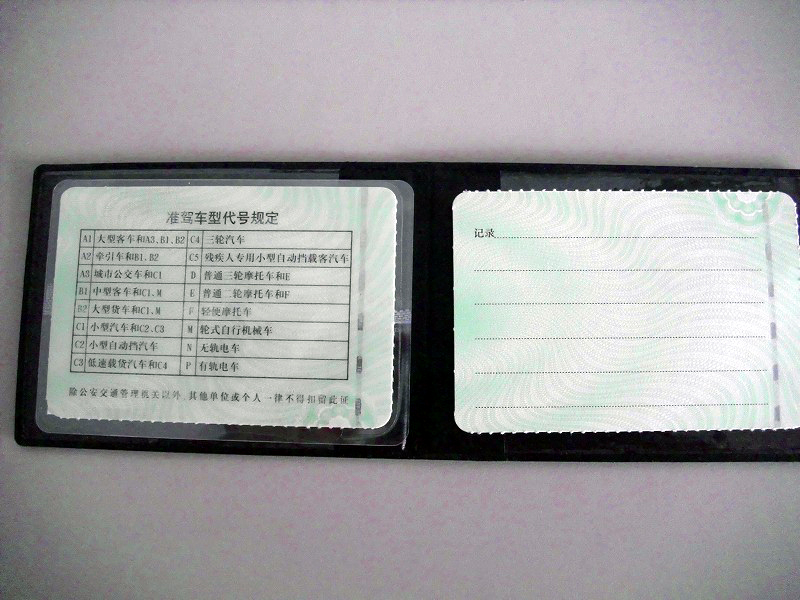 准驾车型代号规定
A1 大型客车和A3、B1、B2 C4 三轮汽车
A2 牵引车和B1、B2 C5 残疾人专用小型自动挡载客汽车
A3 城市公交车和C1 D 普通三轮摩托车和E
B1 中型客车和C1、M E 普通二轮摩托车和F
B2 大型货车和C1、M F 轻便摩托车
C1 小型汽车和C2、C3 M 轮式自行机械车
C2 小型自动挡汽车 N 无轨电车
C3 低速载货汽车和C4 P 有轨电车
除公安交通管理机关以外，其他单位或个人一律不得扣留此证
记录